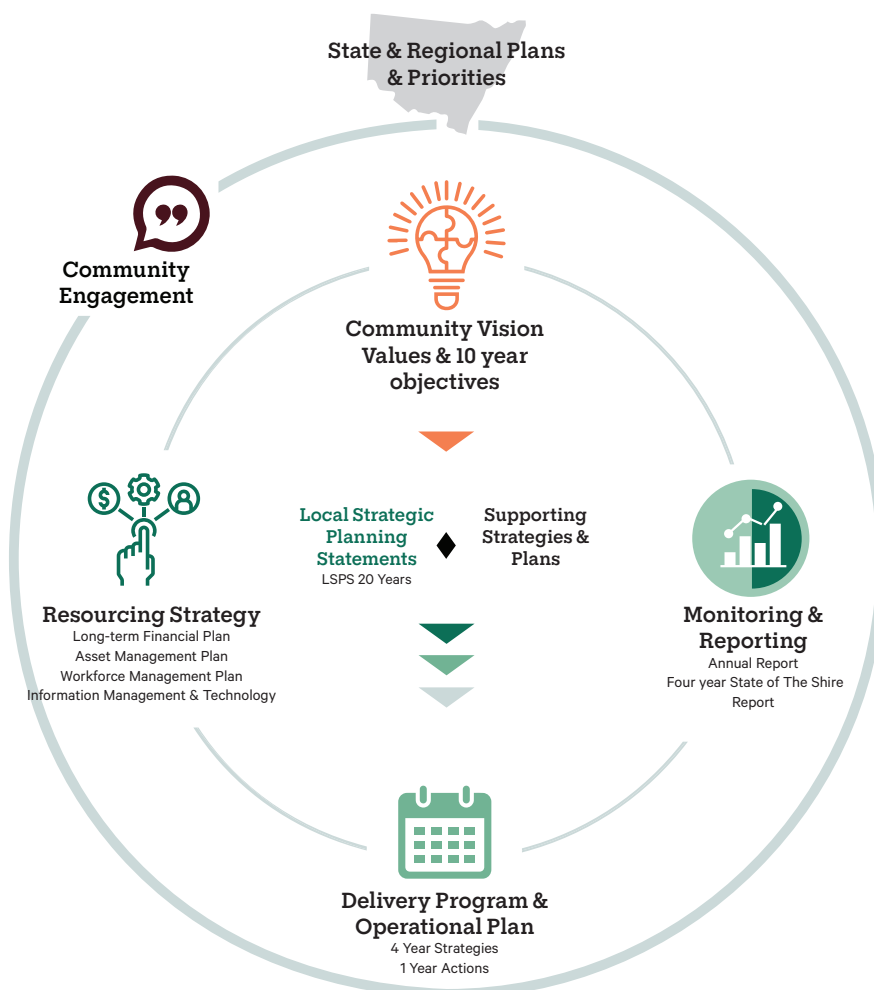 State & Regional Plans
& Priorities
Community
Engagement
Community Vision
Values & 10 year
objectives
Local Strategic
Planning
Statements
LSPS 20 Years
Supporting
Strategies &
Plans
Resourcing Strategy
Long-term Financial Plan
Asset Management Plan
Workforce Management Plan
Information Management & Technology
Monitoring &
Reporting
Annual Report
Four year State of The Shire
Report
Delivery Program &
Operational Plan
4 Year Strategies
1 Year Actions